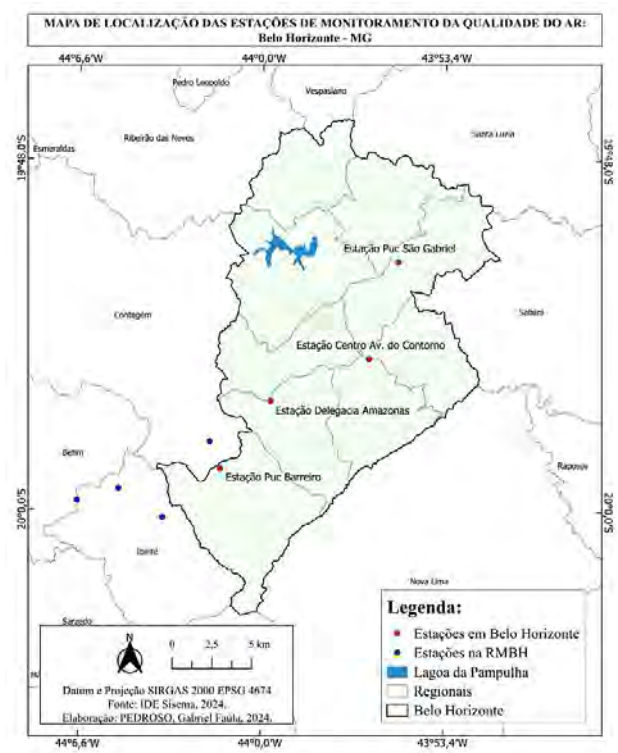 MAPA DE LOCALIZAÇÃO DAS ESTAÇÕES DE MONITORAMENTO DA QUALIDADE DO AR:
Belo Horizonte - MG
44°6,6'W 44°0,0'W 43°53,4'W
Pedro Leopoldo
Vespasiano
Ribeirão das Neves
Santa Luzia
Esmeraldas
19°48,0'S 19°48,0'S
Estação Puc São Gabriel
Contagem
Sabará
Estação Centro Av. do Contorno
Estação Delegacia Amazonas
Betim
Raposos
Estação Puc Barreiro
20°0,0'S 20°0,0'S
Ibirité
Nova Lima
Sarzedo
Legenda:
Estações em Belo Horizonte
Estações na RMBH
Lagoa da Pampulha
Regionais
Belo Horizonte
N
0 2,5 5 km
Datum e Projeção SIRGAS 2000 EPSG 4674
Fonte: IDE Sisema, 2024.
Elaboração: PEDROSO, Gabriel Faula, 2024.
44°6,6'W 44°0,0'W 43°53,4'W